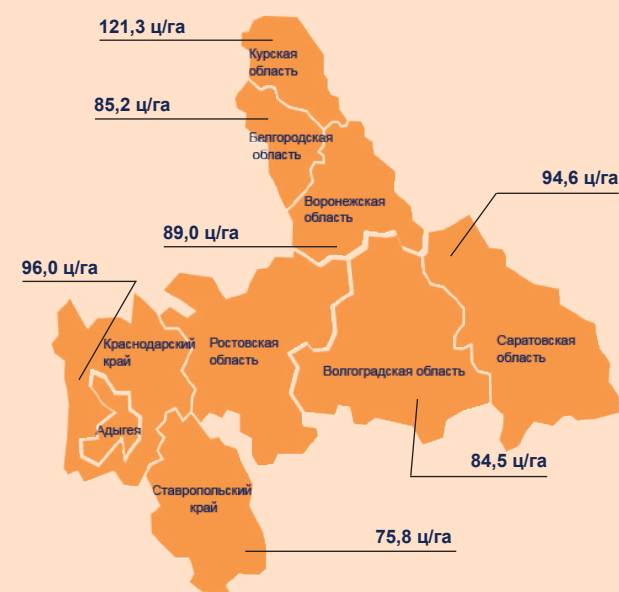 121,3 ц/га
Курская
область
85,2 ц/га
Белгородская
область
94,6 ц/га
Воронежская
область
89,0 ц/га
96,0 ц/га
Краснодарский
край
Ростовская
область
Саратовская
область
Волгоградская область
Адыгея
84,5 ц/га
Ставропольский
край
75,8 ц/га